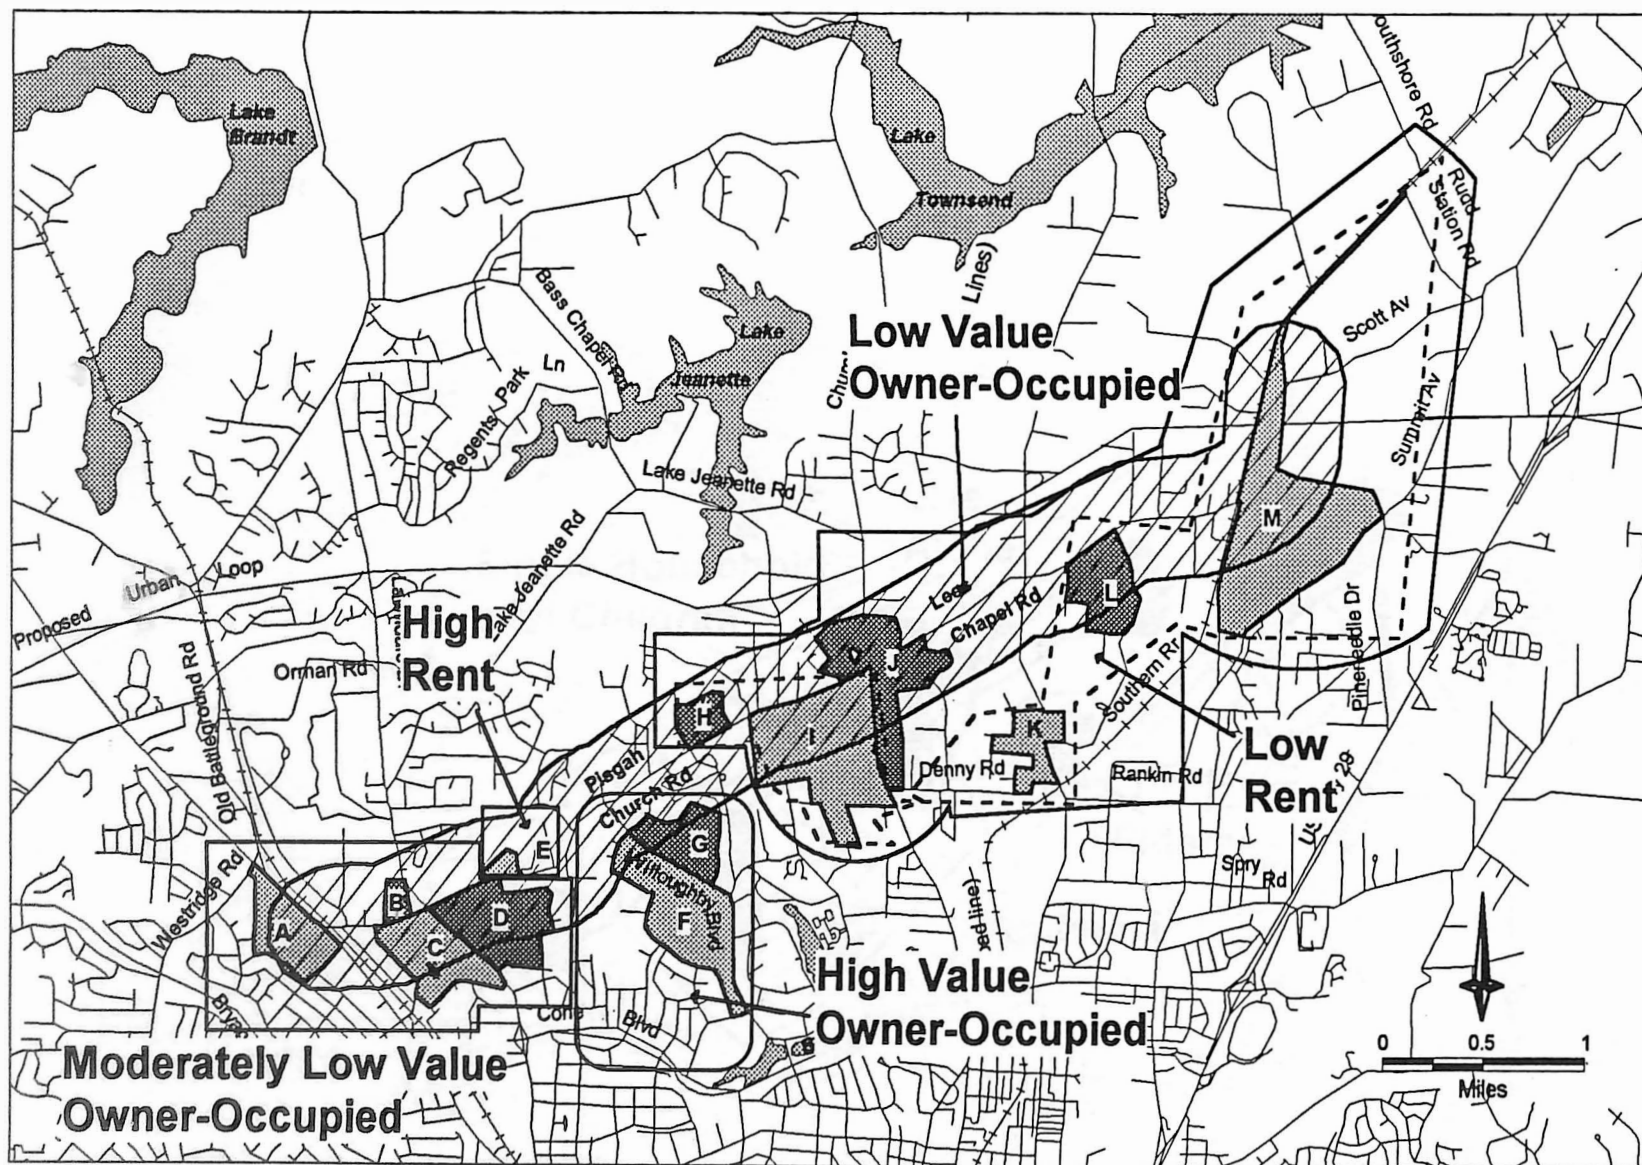 Southshore Rd
Lake
Brandt
Lake
Townsend
Rudd
Station Rd
Lines)
Bass Chapel Rd
Lake
Jeanette
Ln
Regents Park
Low Value
Owner-Occupied
Scott Av
Summit Av
Lake Jeanette Rd
Lake Jeanette Rd
Proposed
Urban
Loop
High
Rent
Orman Rd
Old Battleground Rd
Lees
Chapel Rd
L
M
Pineneedle Dr
J
H
I
K
Southern Rr
Low
Rent
Pisgah
Church Rd
Denny Rd
Rankin Rd
Us
29
E
G
Willoughby Blvd
F
Spry
Rd
Westridge Rd
A
B
C
D
High Value
Owner-Occupied
Cone
Blvd
Moderately Low Value
Owner-Occupied
0
0.5
1
Miles